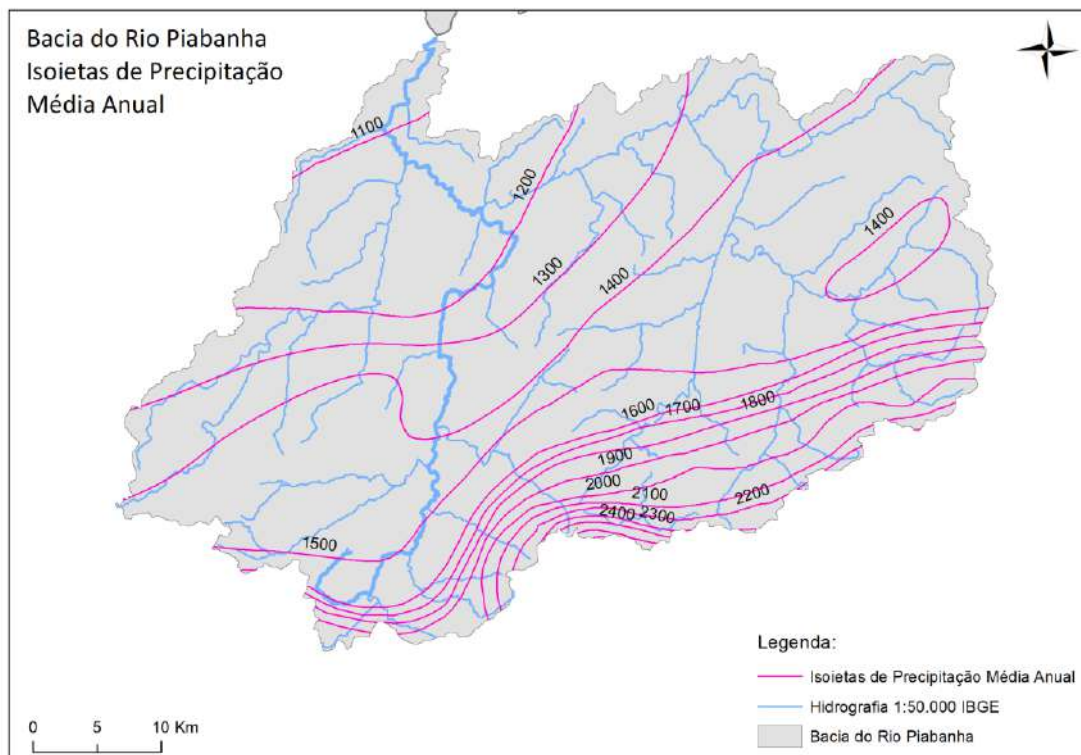 Bacia do Rio Piabanha
Isoietas de Precipitação
Média Anual
1100
1200
1300
1400
1400
1600
1700
1800
1900
2000
2100
2200
2400
2300
1500
Legenda:
Isoietas de Precipitação Média Anual
Hidrografia 1:50.000 IBGE
Bacia do Rio Piabanha
0 5 10 Km